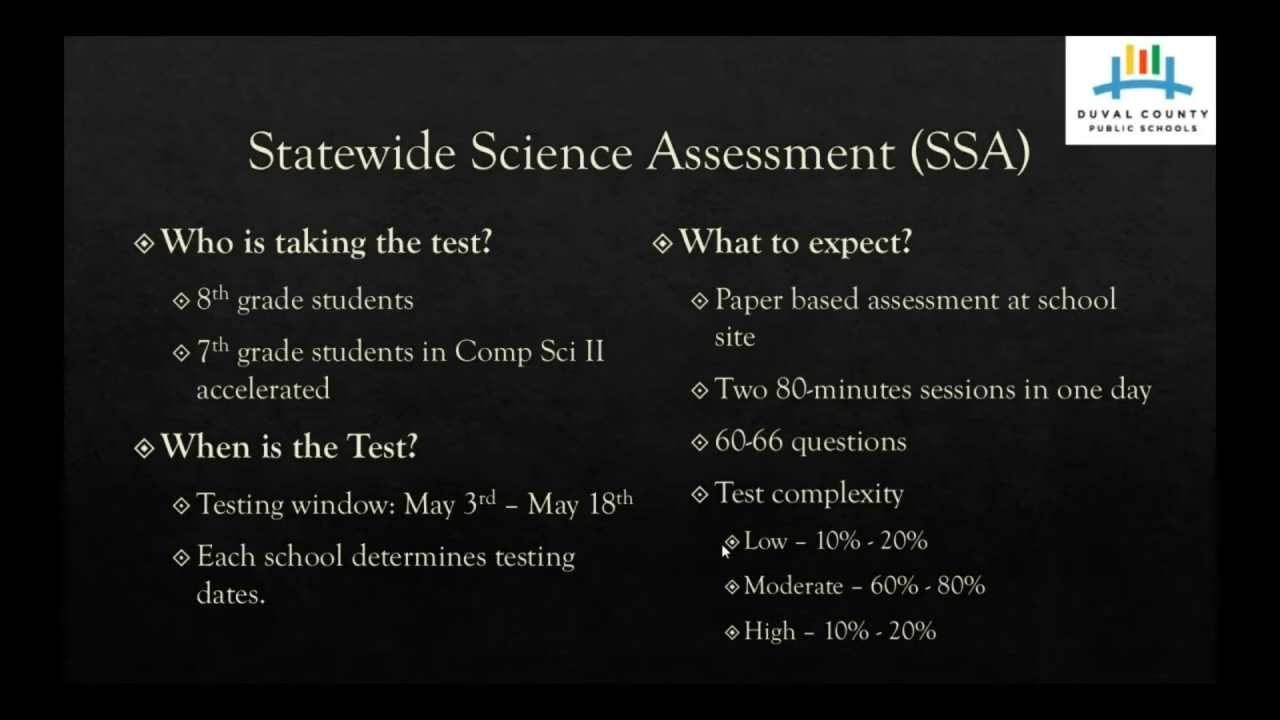 DUVAL COUNTY
PUBLIC SCHOOLS
Statewide Science Assessment (SSA)
Who is taking the test?
8th grade students
7th grade students in Comp Sci II
accelerated
When is the Test?
Testing window: May 3rd – May 18th
Each school determines testing
dates.
What to expect?
Paper based assessment at school
site
Two 80-minutes sessions in one day
60-66 questions
Test complexity
Low – 10% - 20%
Moderate – 60% - 80%
High – 10% - 20%